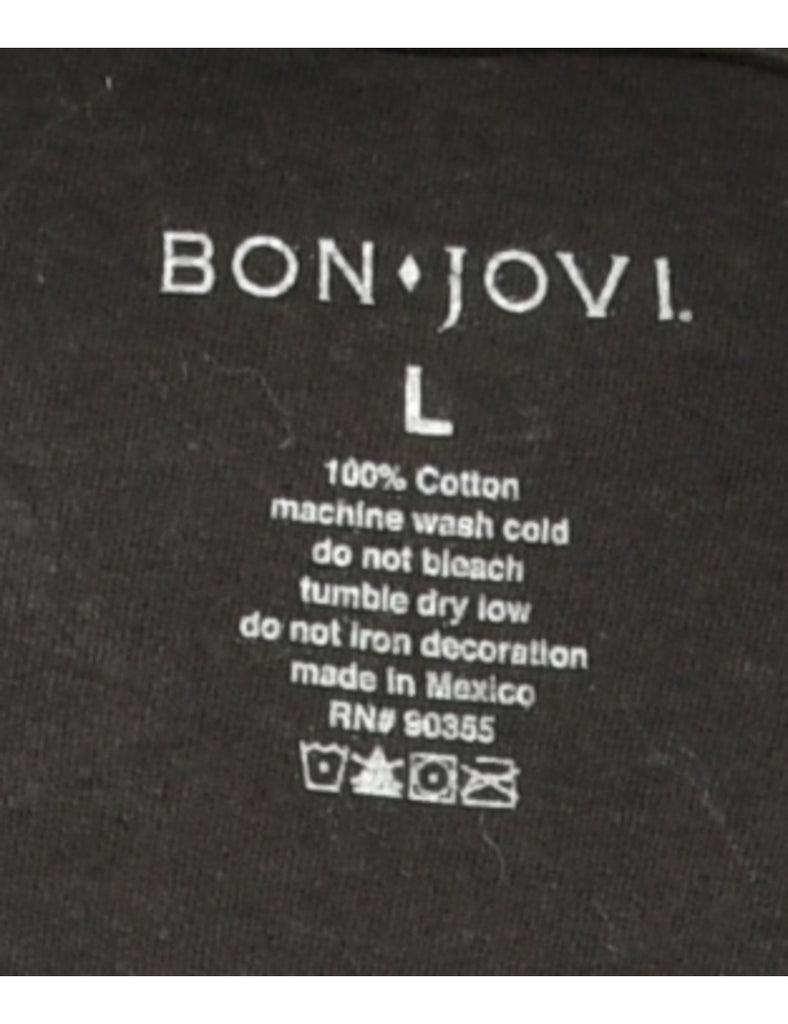 BON♦JOVI.
L
100% Cotton
machine wash cold
do not bleach
tumble dry low
do not iron decoration
made in Mexico
RN# 90355